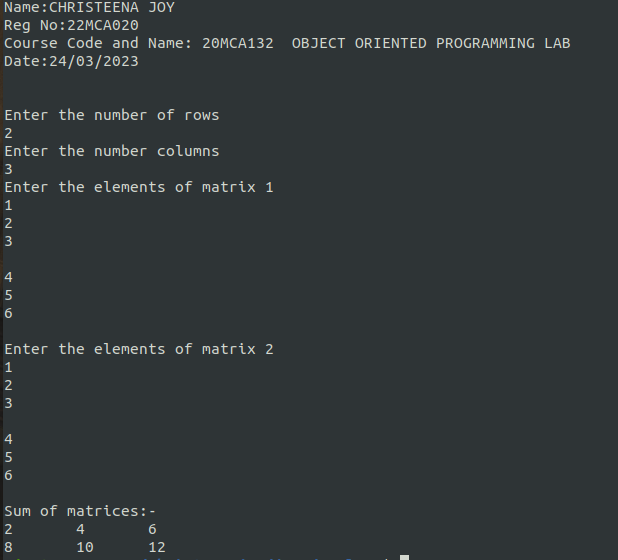 Name:CHRISTEENA JOY
Reg No:22MCA020
Course Code and Name: 20MCA132  OBJECT ORIENTED PROGRAMMING LAB
Date:24/03/2023
Enter the number of rows
2
Enter the number columns
3
Enter the elements of matrix 1
1
2
3
4
5
6
Enter the elements of matrix 2
1
2
3
4
5
6
Sum of matrices:-
2 4 6
8 10 12